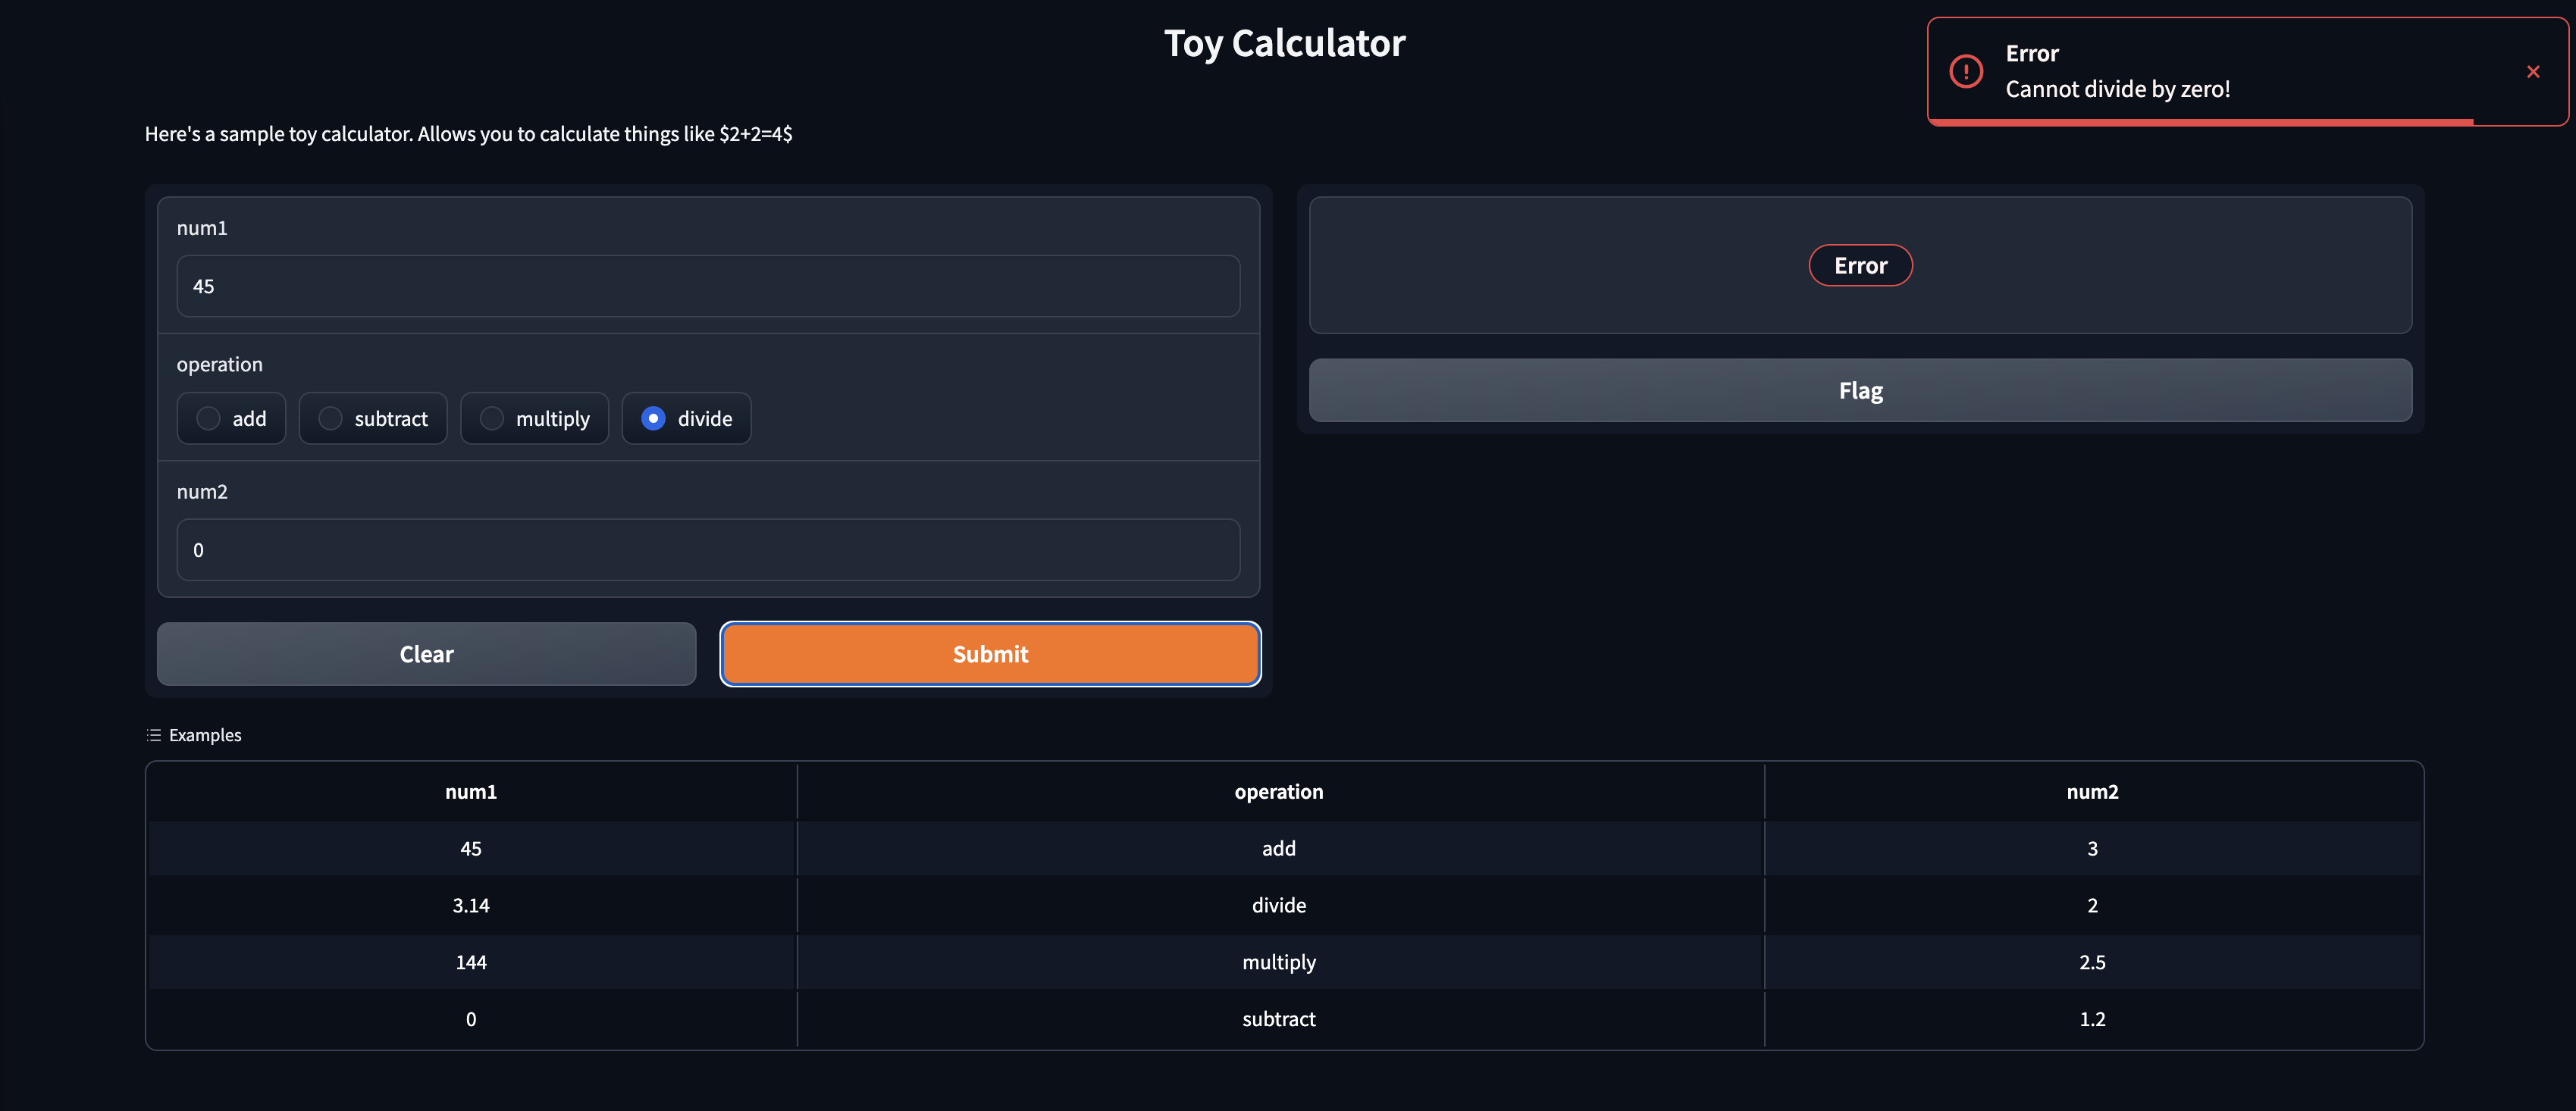 Toy Calculator
Error
Cannot divide by zero!
Here's a sample toy calculator. Allows you to calculate things like $2+2=4$
num1
45
operation
add subtract multiply divide
num2
0
Clear Submit
Error
Flag
Examples
num1 operation num2
45 add 3
3.14 divide 2
144 multiply 2.5
0 subtract 1.2